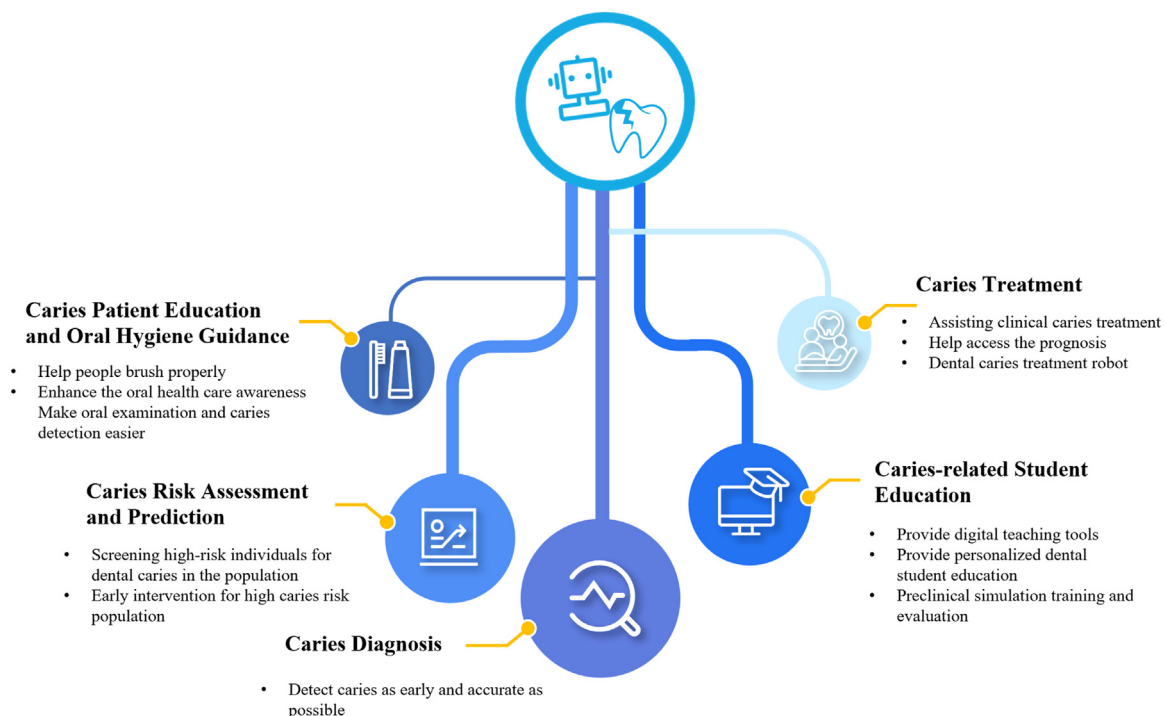 Caries Patient Education
and Oral Hygiene Guidance
• Help people brush properly
• Enhance the oral health care awareness
Make oral examination and caries
detection easier
Caries Risk Assessment
and Prediction
• Screening high-risk individuals for
dental caries in the population
• Early intervention for high caries risk
population
Caries Diagnosis
• Detect caries as early and accurate as
possible
Caries Treatment
• Assisting clinical caries treatment
• Help access the prognosis
• Dental caries treatment robot
Caries-related Student
Education
• Provide digital teaching tools
• Provide personalized dental
student education
• Preclinical simulation training and
evaluation